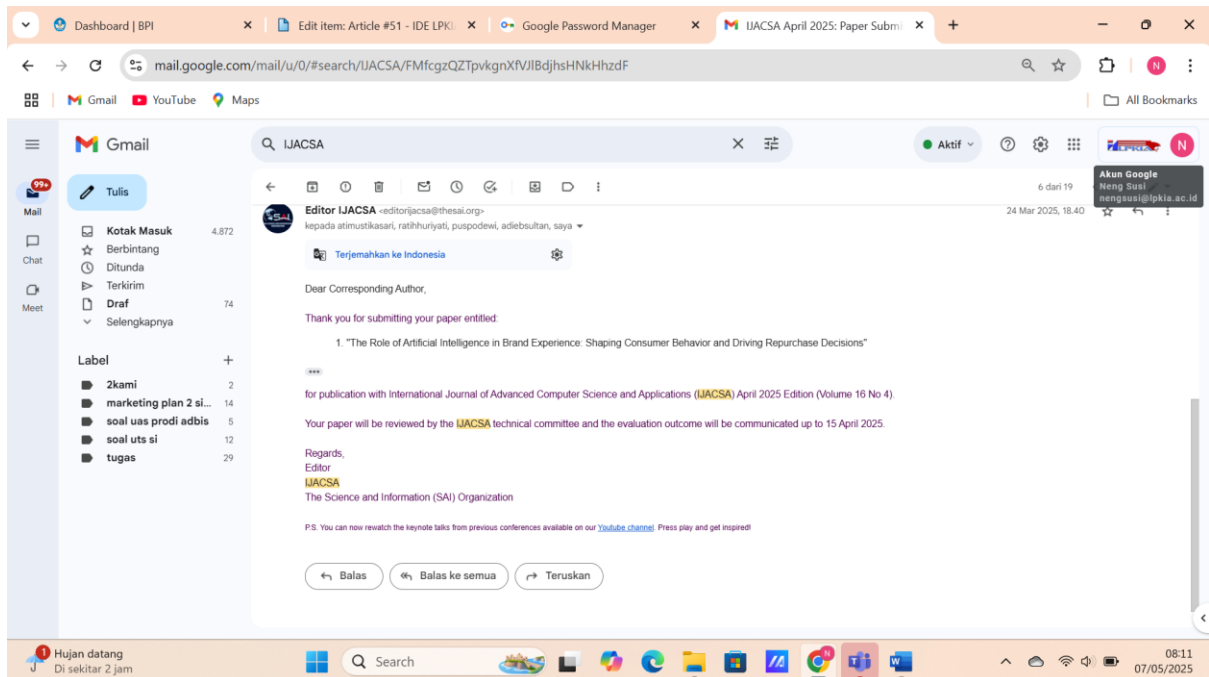 Dashboard | BPI
Edit item: Article #51 - IDE LPKI
Google Password Manager
IJACSA April 2025: Paper Submi
mail.google.com/mail/u/0/#search/IJACSA/FMfcgzQZTpvkgnXfVJlBdjhsHNkHhzdF
N
Gmail
YouTube
Maps
All Bookmarks
Gmail
IJACSA
Aktif
LPKIA
N
99+
Mail
Chat
Meet
Tulis
Kotak Masuk 4.872
Berbintang
Ditunda
Terkirim
Draf 74
Selengkapnya
Label
2kami 2
marketing plan 2 si... 14
soal uas prodi adbis 5
soal uts si 12
tugas 29
6 dari 19
Akun Google
Neng Susi
nengsusi@lpkia.ac.id
Editor IJACSA <editorijacsa@thesai.org>
24 Mar 2025, 18.40
kepada atimustikasari, ratihhuriyati, puspodewi, adiebsultan, saya
Terjemahkan ke Indonesia
Dear Corresponding Author,
Thank you for submitting your paper entitled:
1. "The Role of Artificial Intelligence in Brand Experience: Shaping Consumer Behavior and Driving Repurchase Decisions"
for publication with International Journal of Advanced Computer Science and Applications (IJACSA) April 2025 Edition (Volume 16 No 4).
Your paper will be reviewed by the IJACSA technical committee and the evaluation outcome will be communicated up to 15 April 2025.
Regards,
Editor
IJACSA
The Science and Information (SAI) Organization
P.S. You can now rewatch the keynote talks from previous conferences available on our Youtube channel. Press play and get inspired!
Balas
Balas ke semua
Teruskan
1
Hujan datang
Di sekitar 2 jam
Search
08:11
07/05/2025